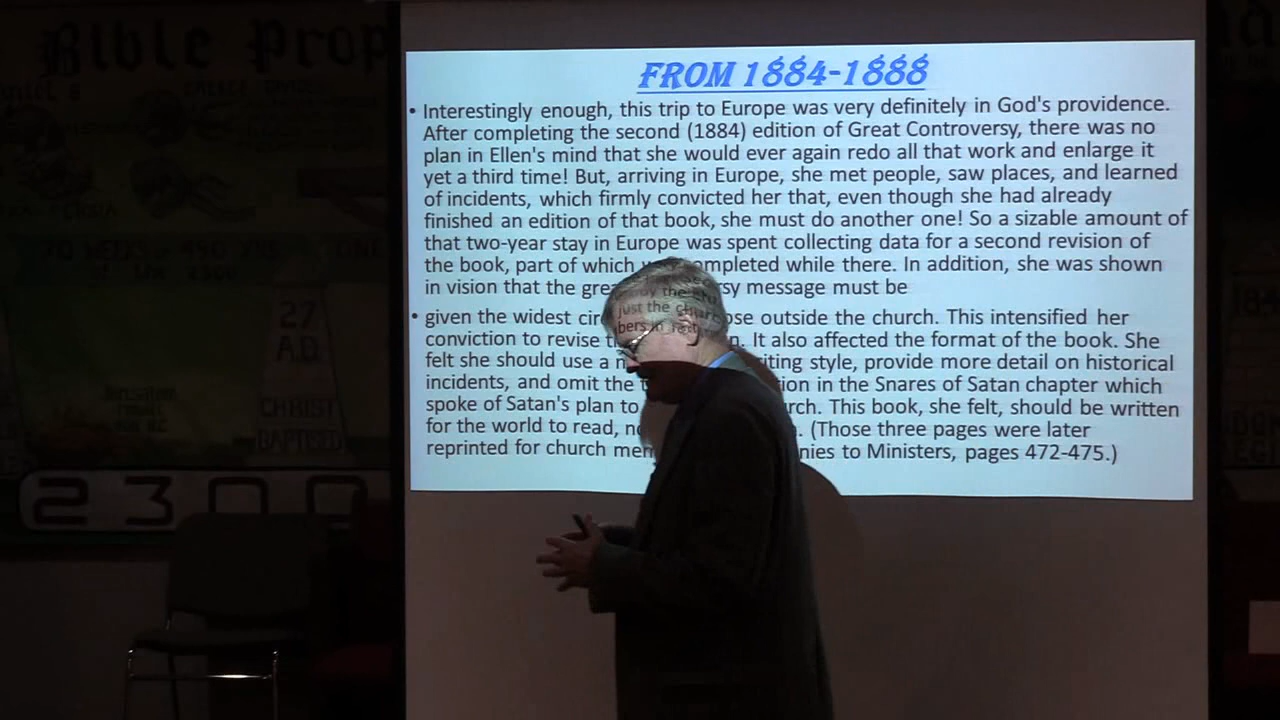 Bible Prop
FROM 1884-1888
• Interestingly enough, this trip to Europe was very definitely in God's providence.
After completing the second (1884) edition of Great Controversy, there was no
plan in Ellen's mind that she would ever again redo all that work and enlarge it
yet a third time! But, arriving in Europe, she met people, saw places, and learned
of incidents, which firmly convicted her that, even though she had already
finished an edition of that book, she must do another one! So a sizable amount of
that two-year stay in Europe was spent collecting data for a second revision of
the book, part of which completed while there. In addition, she was shown
in vision that the message must be
• given the widest outside the church. This intensified her
conviction to revise It also affected the format of the book. She
felt she should use a style, provide more detail on historical
incidents, and omit the in the Snares of Satan chapter which
spoke of Satan's plan to This book, she felt, should be written
for the world to read, (Those three pages were later
reprinted for church to Ministers, pages 472-475.)
just the
70 WEEKS
27
A.D.
CHRIST
BAPTISED
2300